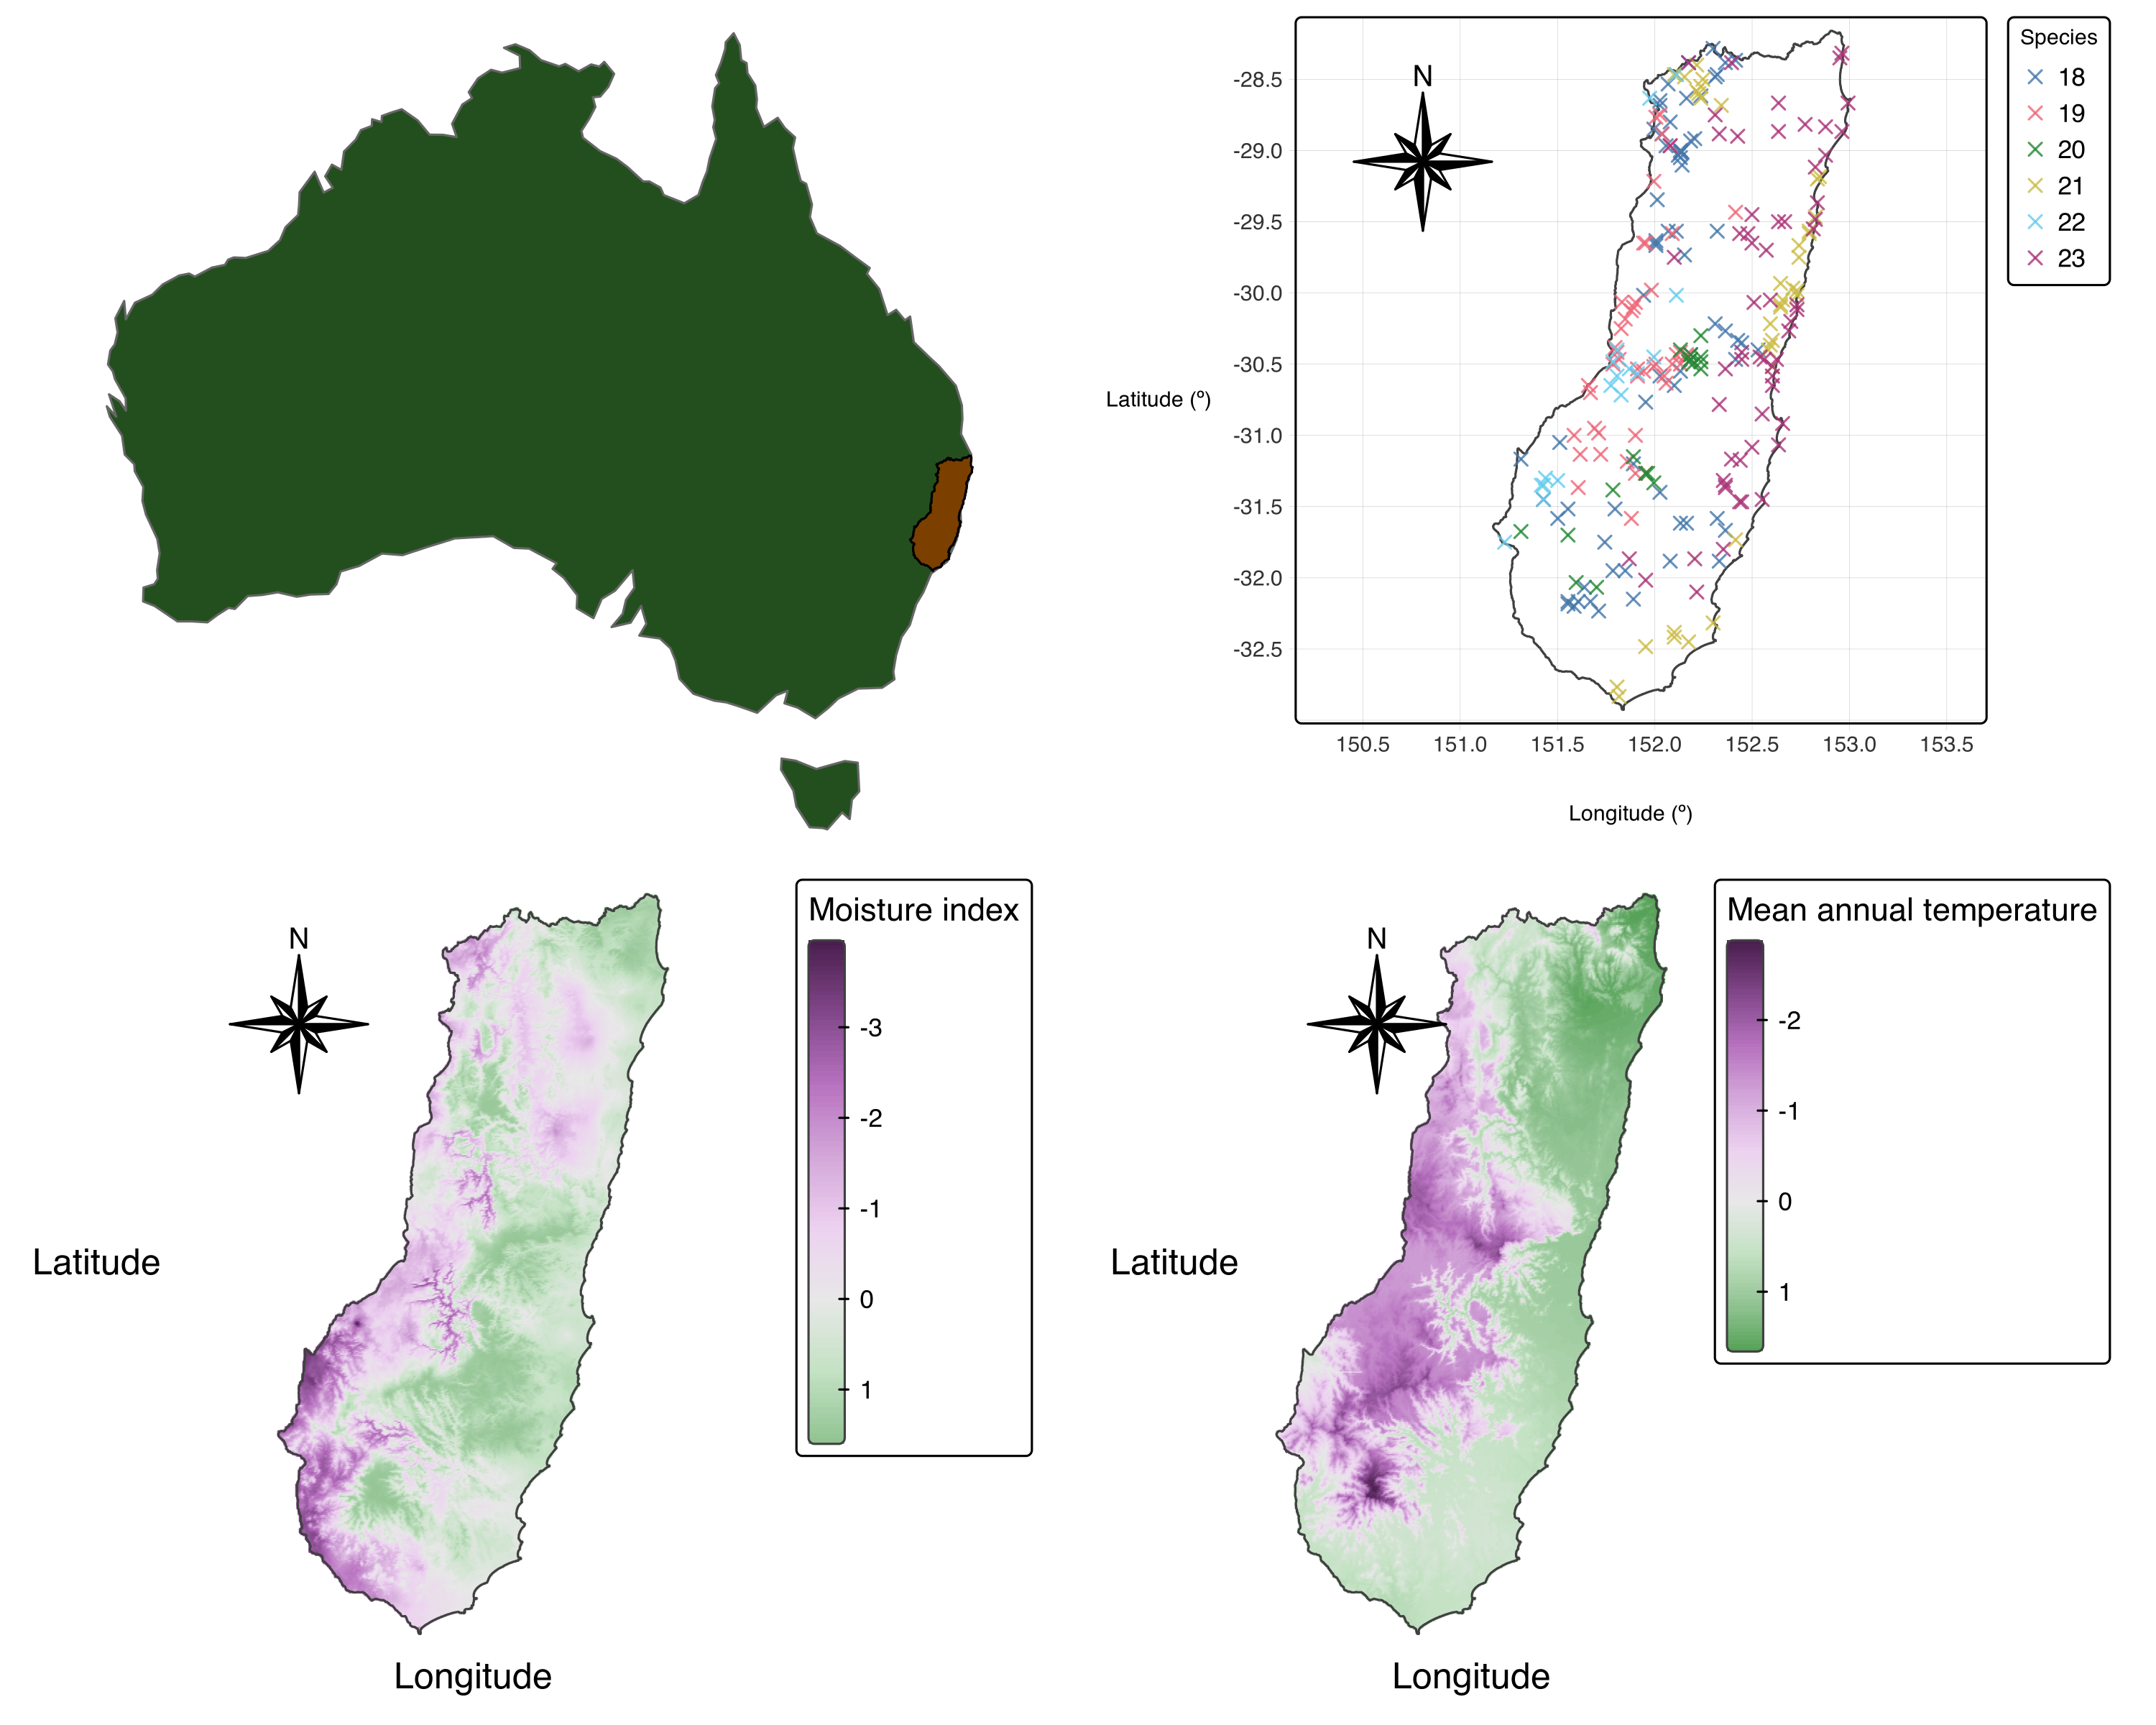 N
Species
18
19
20
21
22
23
-28.5
-29.0
-29.5
-30.0
-30.5
-31.0
-31.5
-32.0
-32.5
Latitude (º)
150.5 151.0 151.5 152.0 152.5 153.0 153.5
Longitude (º)
N
Moisture index
-3
-2
-1
0
1
Latitude
Longitude
N
Mean annual temperature
-2
-1
0
1
Latitude
Longitude